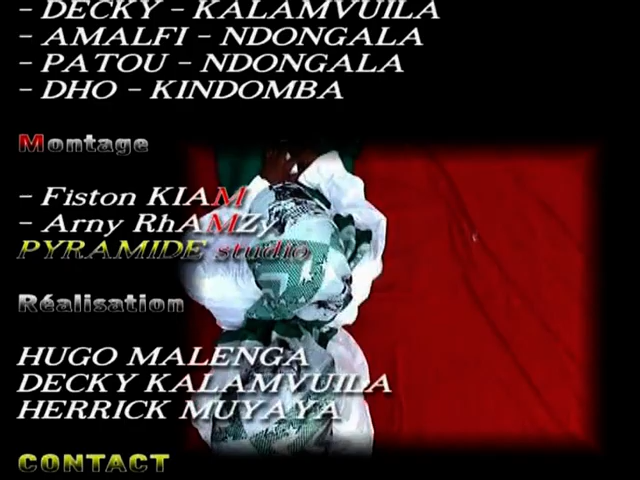 - DECKY - KALAMVUILA
- AMALFI - NDONGALA
- PATOU - NDONGALA
- DHO - KINDOMBA
Montage
- Fiston KIAM
- Arny RhAMZy
PYRAMIDE studio
Réalisation
HUGO MALENGA
DECKY KALAMVUILA
HERRICK MUYAYA
CONTACT